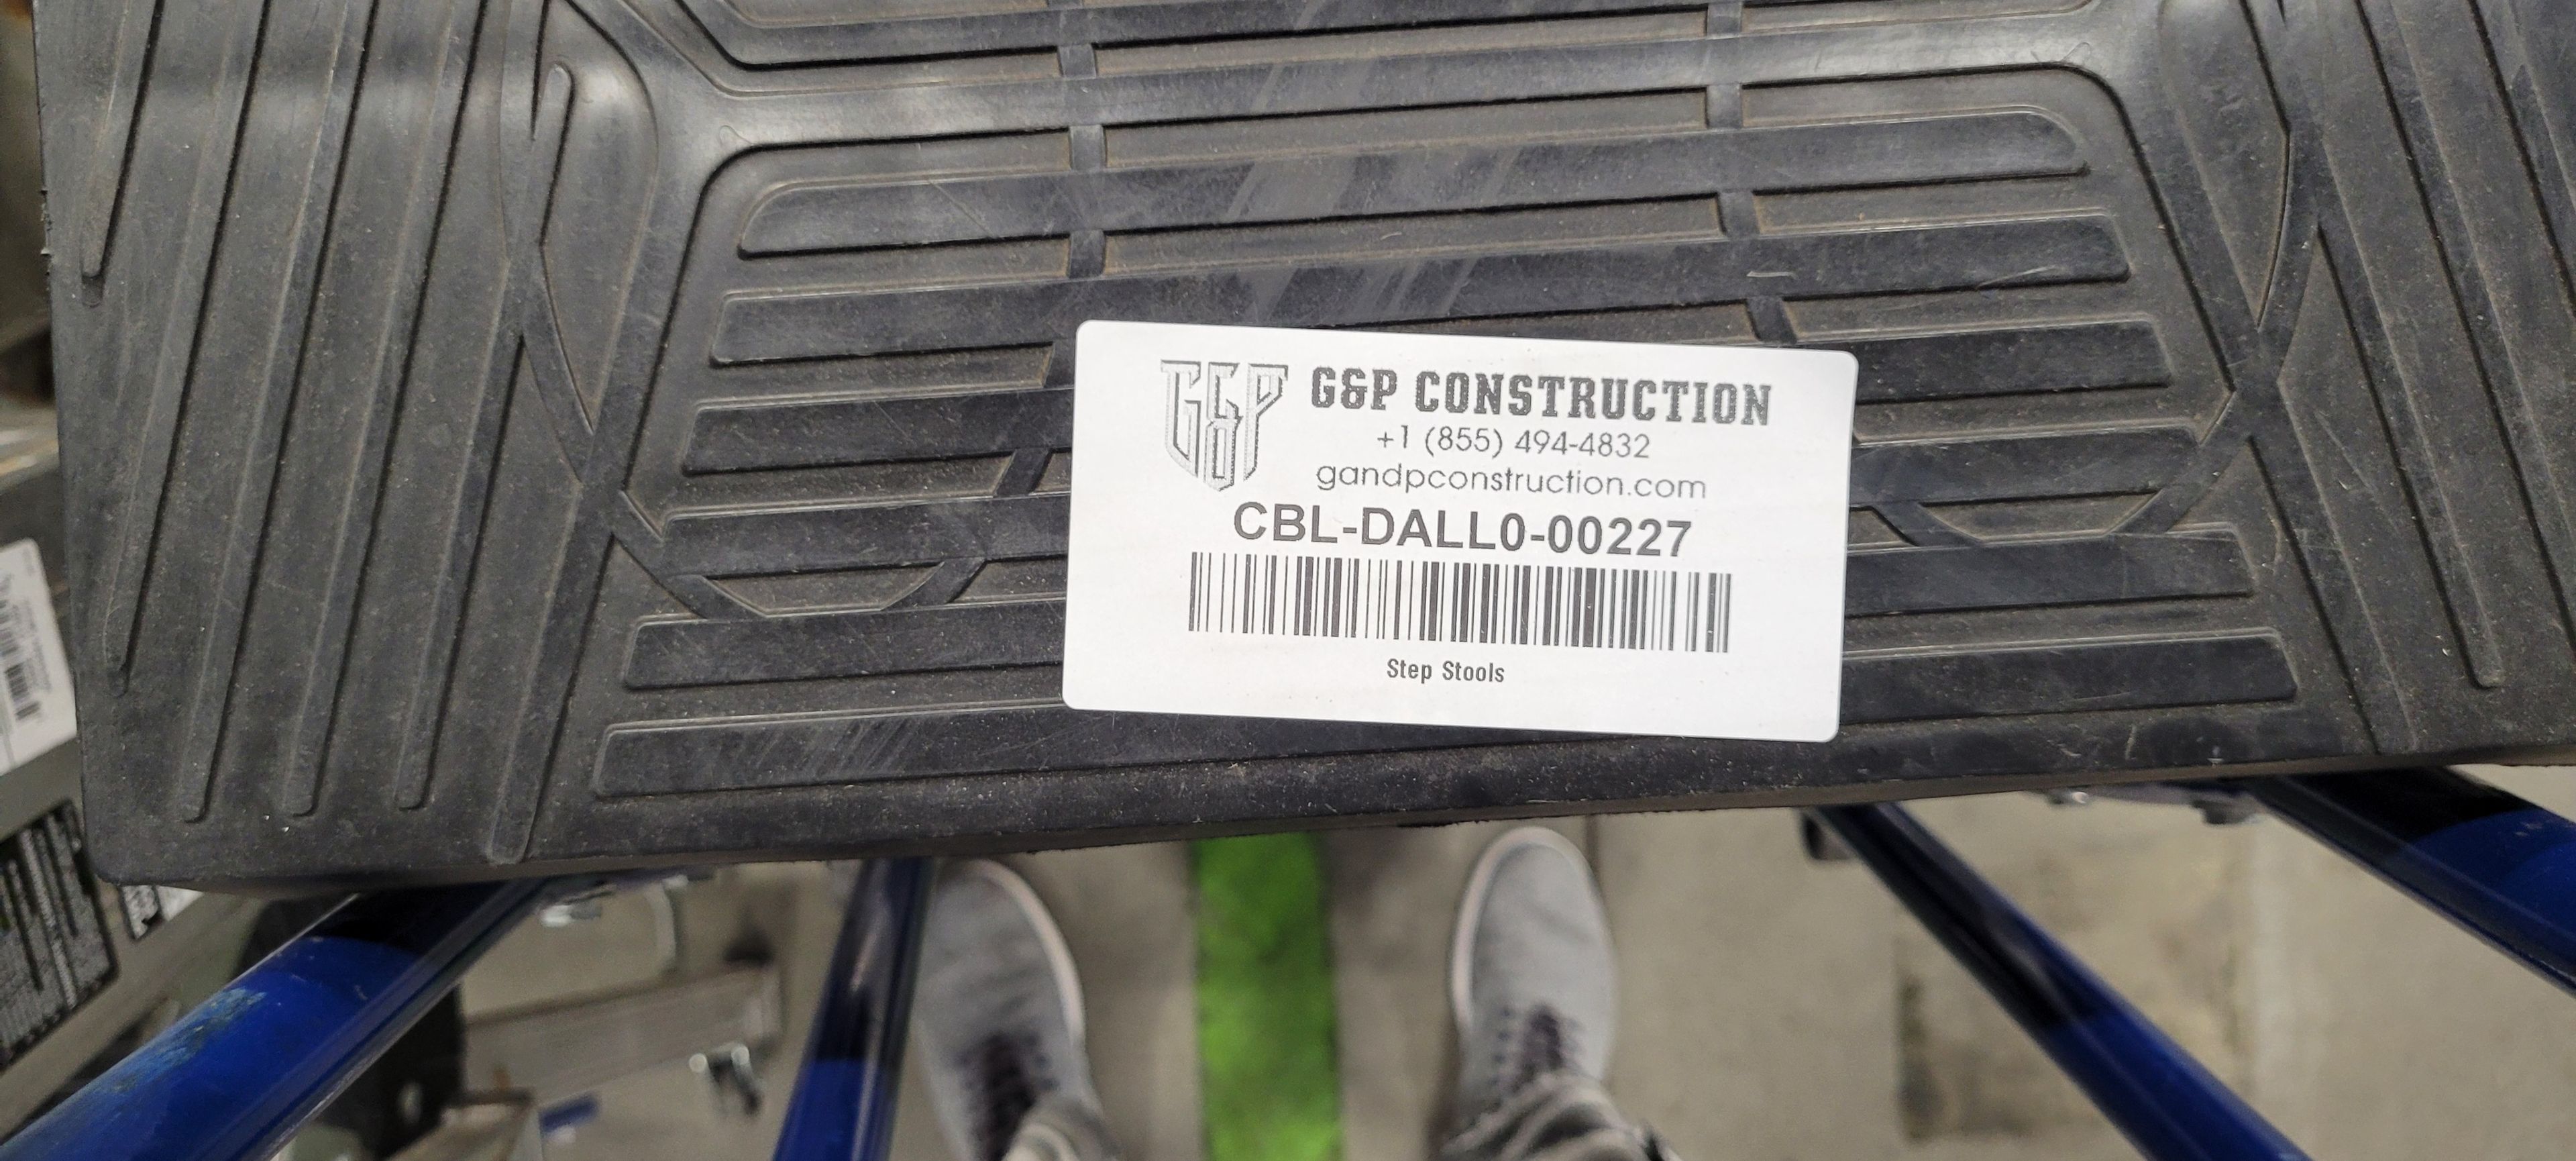 G&P
G&P CONSTRUCTION
+1 (855) 494-4832
gandpconstruction.com
CBL-DALL0-00227
Step Stools